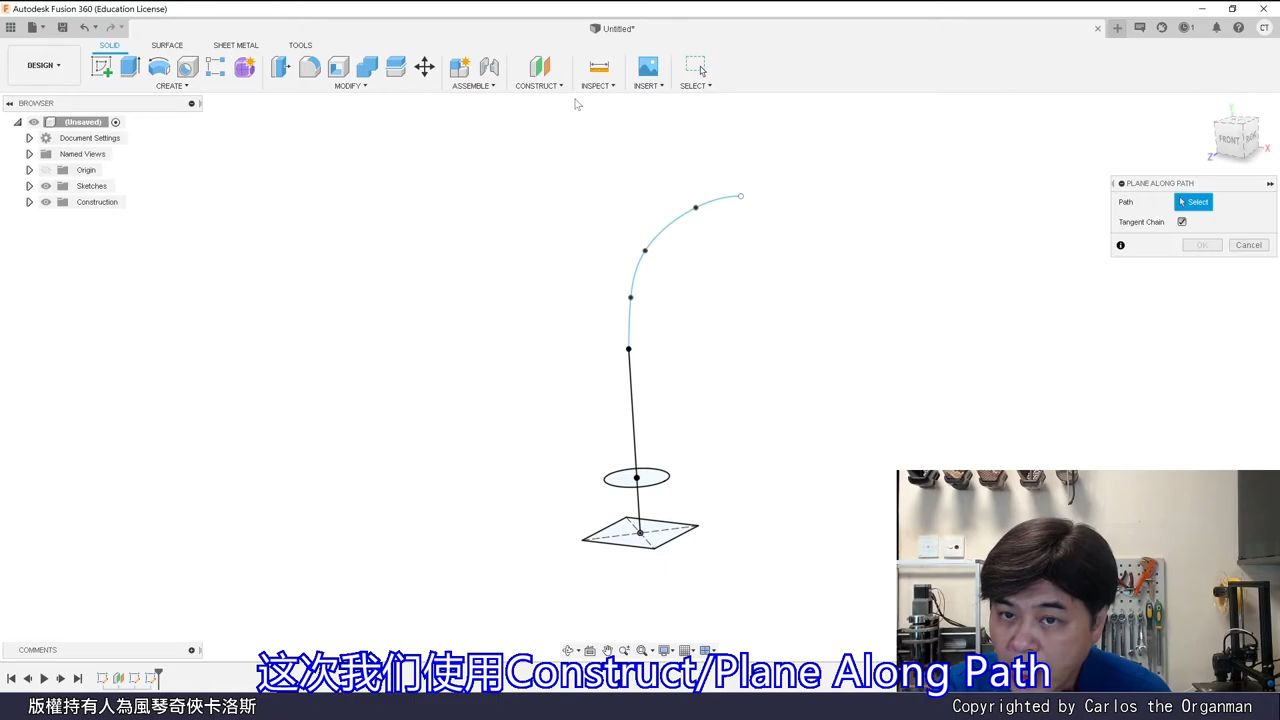 Autodesk Fusion 360 (Education License)
Untitled*
1
CT
DESIGN
SOLID
SURFACE
SHEET METAL
TOOLS
CREATE
MODIFY
ASSEMBLE
CONSTRUCT
INSPECT
INSERT
SELECT
BROWSER
(Unsaved)
Document Settings
Named Views
Origin
Sketches
Construction
Y
FRONT
X
Z
PLANE ALONG PATH
Path
Select
Tangent Chain
OK
Cancel
COMMENTS
这次我们使用Construct/Plane Along Path
版權持有人為風琴奇俠卡洛斯
Copyrighted by Carlos the Organman